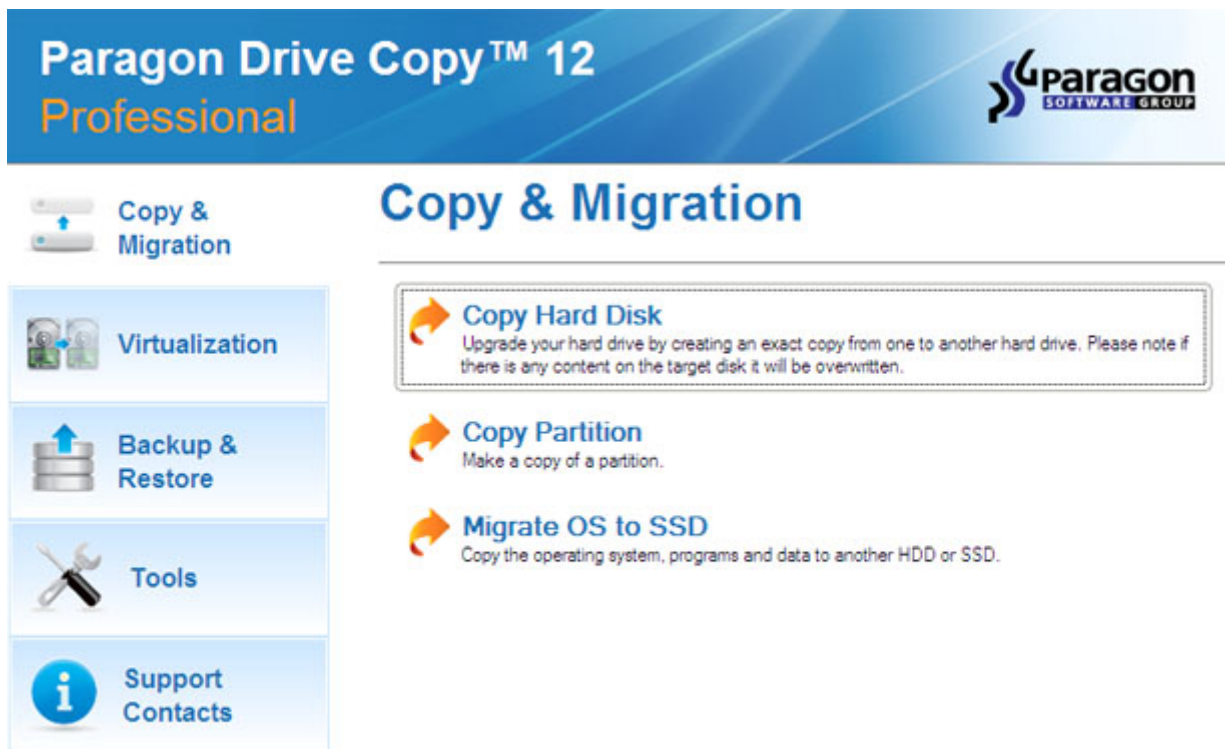 Paragon Drive Copy™ 12
Professional
Paragon
SOFTWARE GROUP
Copy &
Migration
Virtualization
Backup &
Restore
Tools
Support
Contacts
Copy & Migration
Copy Hard Disk
Upgrade your hard drive by creating an exact copy from one to another hard drive. Please note if
there is any content on the target disk it will be overwritten.
Copy Partition
Make a copy of a partition.
Migrate OS to SSD
Copy the operating system, programs and data to another HDD or SSD.